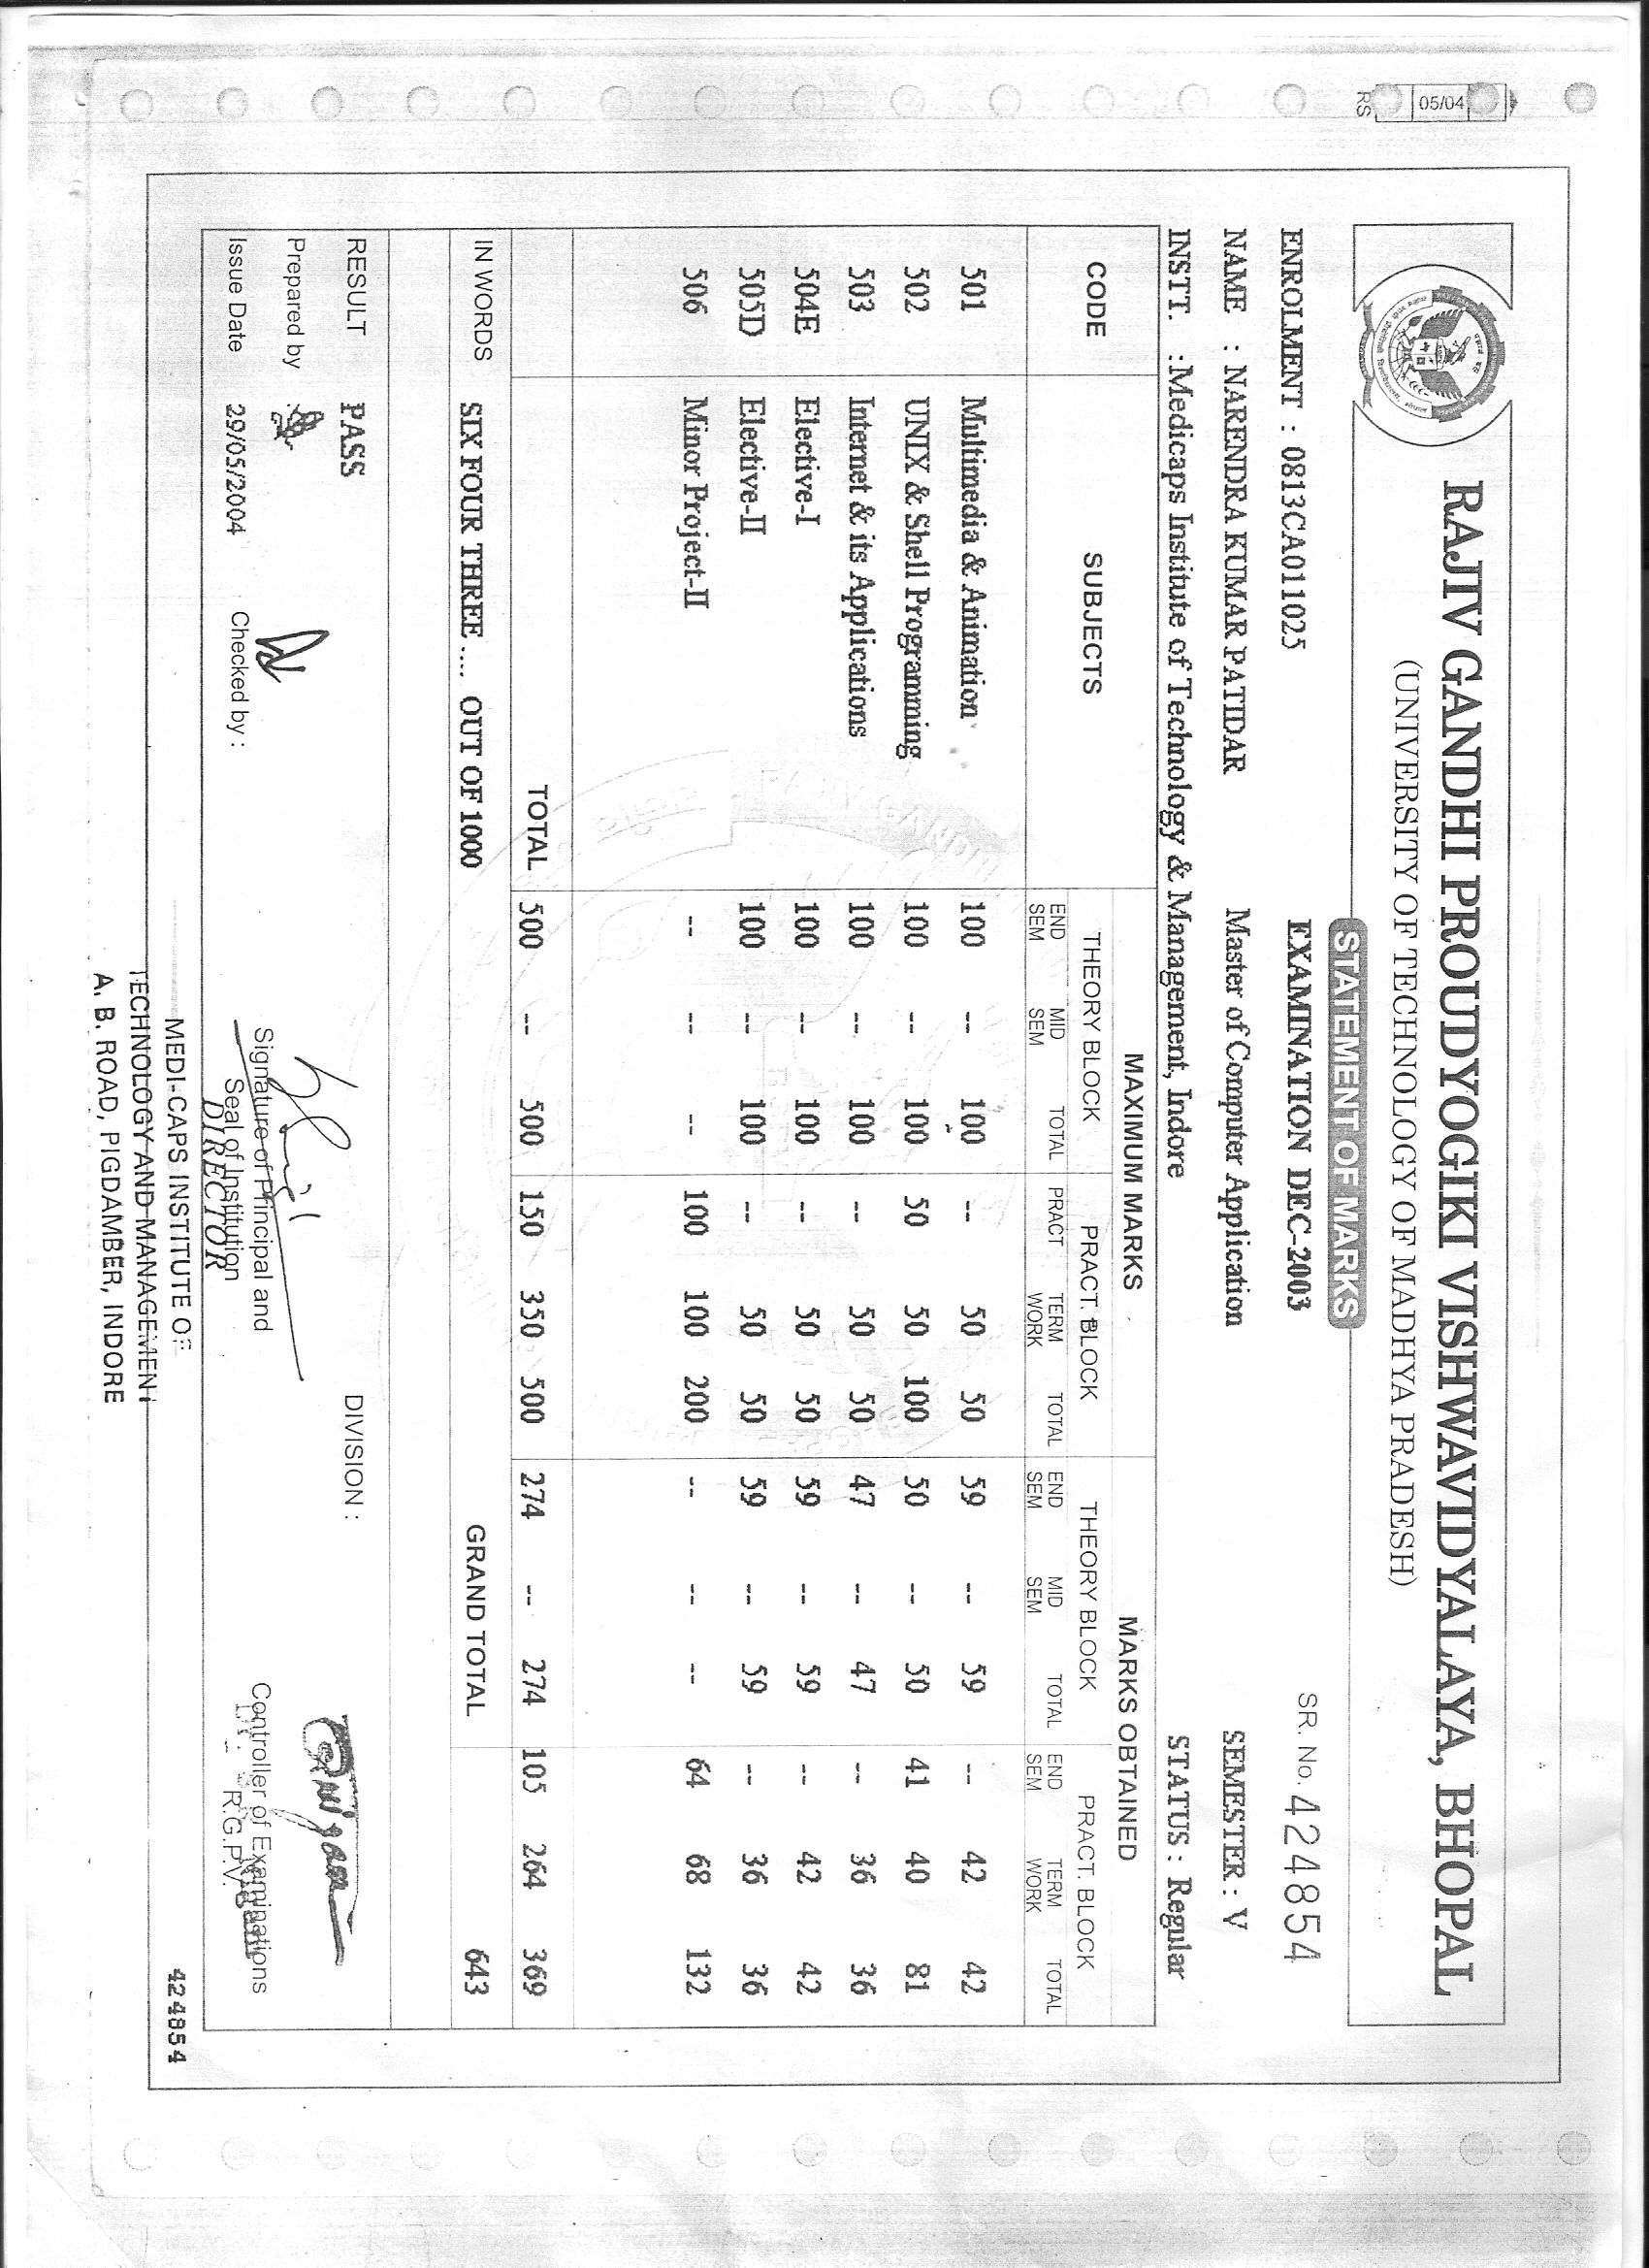 RS 05/04
RAJIV GANDHI PROUDYOGIKI VISHWAVIDYALAYA, BHOPAL
(UNIVERSITY OF TECHNOLOGY OF MADHYA PRADESH)
STATEMENT OF MARKS
SR. No. 424854
ENROLMENT : 0813CA011025 EXAMINATION DEC-2003
NAME : NARENDRA KUMAR PATIDAR Master of Computer Application SEMESTER : V
INSTT. : Medicaps Institute of Technology & Management, Indore STATUS : Regular
CODE SUBJECTS MAXIMUM MARKS MARKS OBTAINED
THEORY BLOCK PRACT. BLOCK THEORY BLOCK PRACT. BLOCK
END SEM MID SEM TOTAL PRACT TERM WORK TOTAL END SEM MID SEM TOTAL END SEM TERM WORK TOTAL
501 Multimedia & Animation 100 -- 100 -- 50 50 59 -- 59 -- 42 42
502 UNIX & Shell Programming 100 -- 100 50 50 100 50 -- 50 41 40 81
503 Internet & its Applications 100 -- 100 -- 50 50 47 -- 47 -- 36 36
504E Elective-I 100 -- 100 -- 50 50 59 -- 59 -- 42 42
505D Elective-II 100 -- 100 -- 50 50 59 -- 59 -- 36 36
506 Minor Project-II -- -- -- 100 100 200 -- -- -- 64 68 132
TOTAL 500 -- 500 150 350 500 274 -- 274 105 264 369
IN WORDS SIX FOUR THREE .... OUT OF 1000 GRAND TOTAL 643
RESULT PASS DIVISION :
Prepared by :
Issue Date 29/05/2004 Checked by :
Signature of Principal and
Seal of Institution
DIRECTOR
Controller of Examinations
R.G.P.V.
MEDI-CAPS INSTITUTE OF
TECHNOLOGY AND MANAGEMENT
A. B. ROAD, PIGDAMBER, INDORE
424854